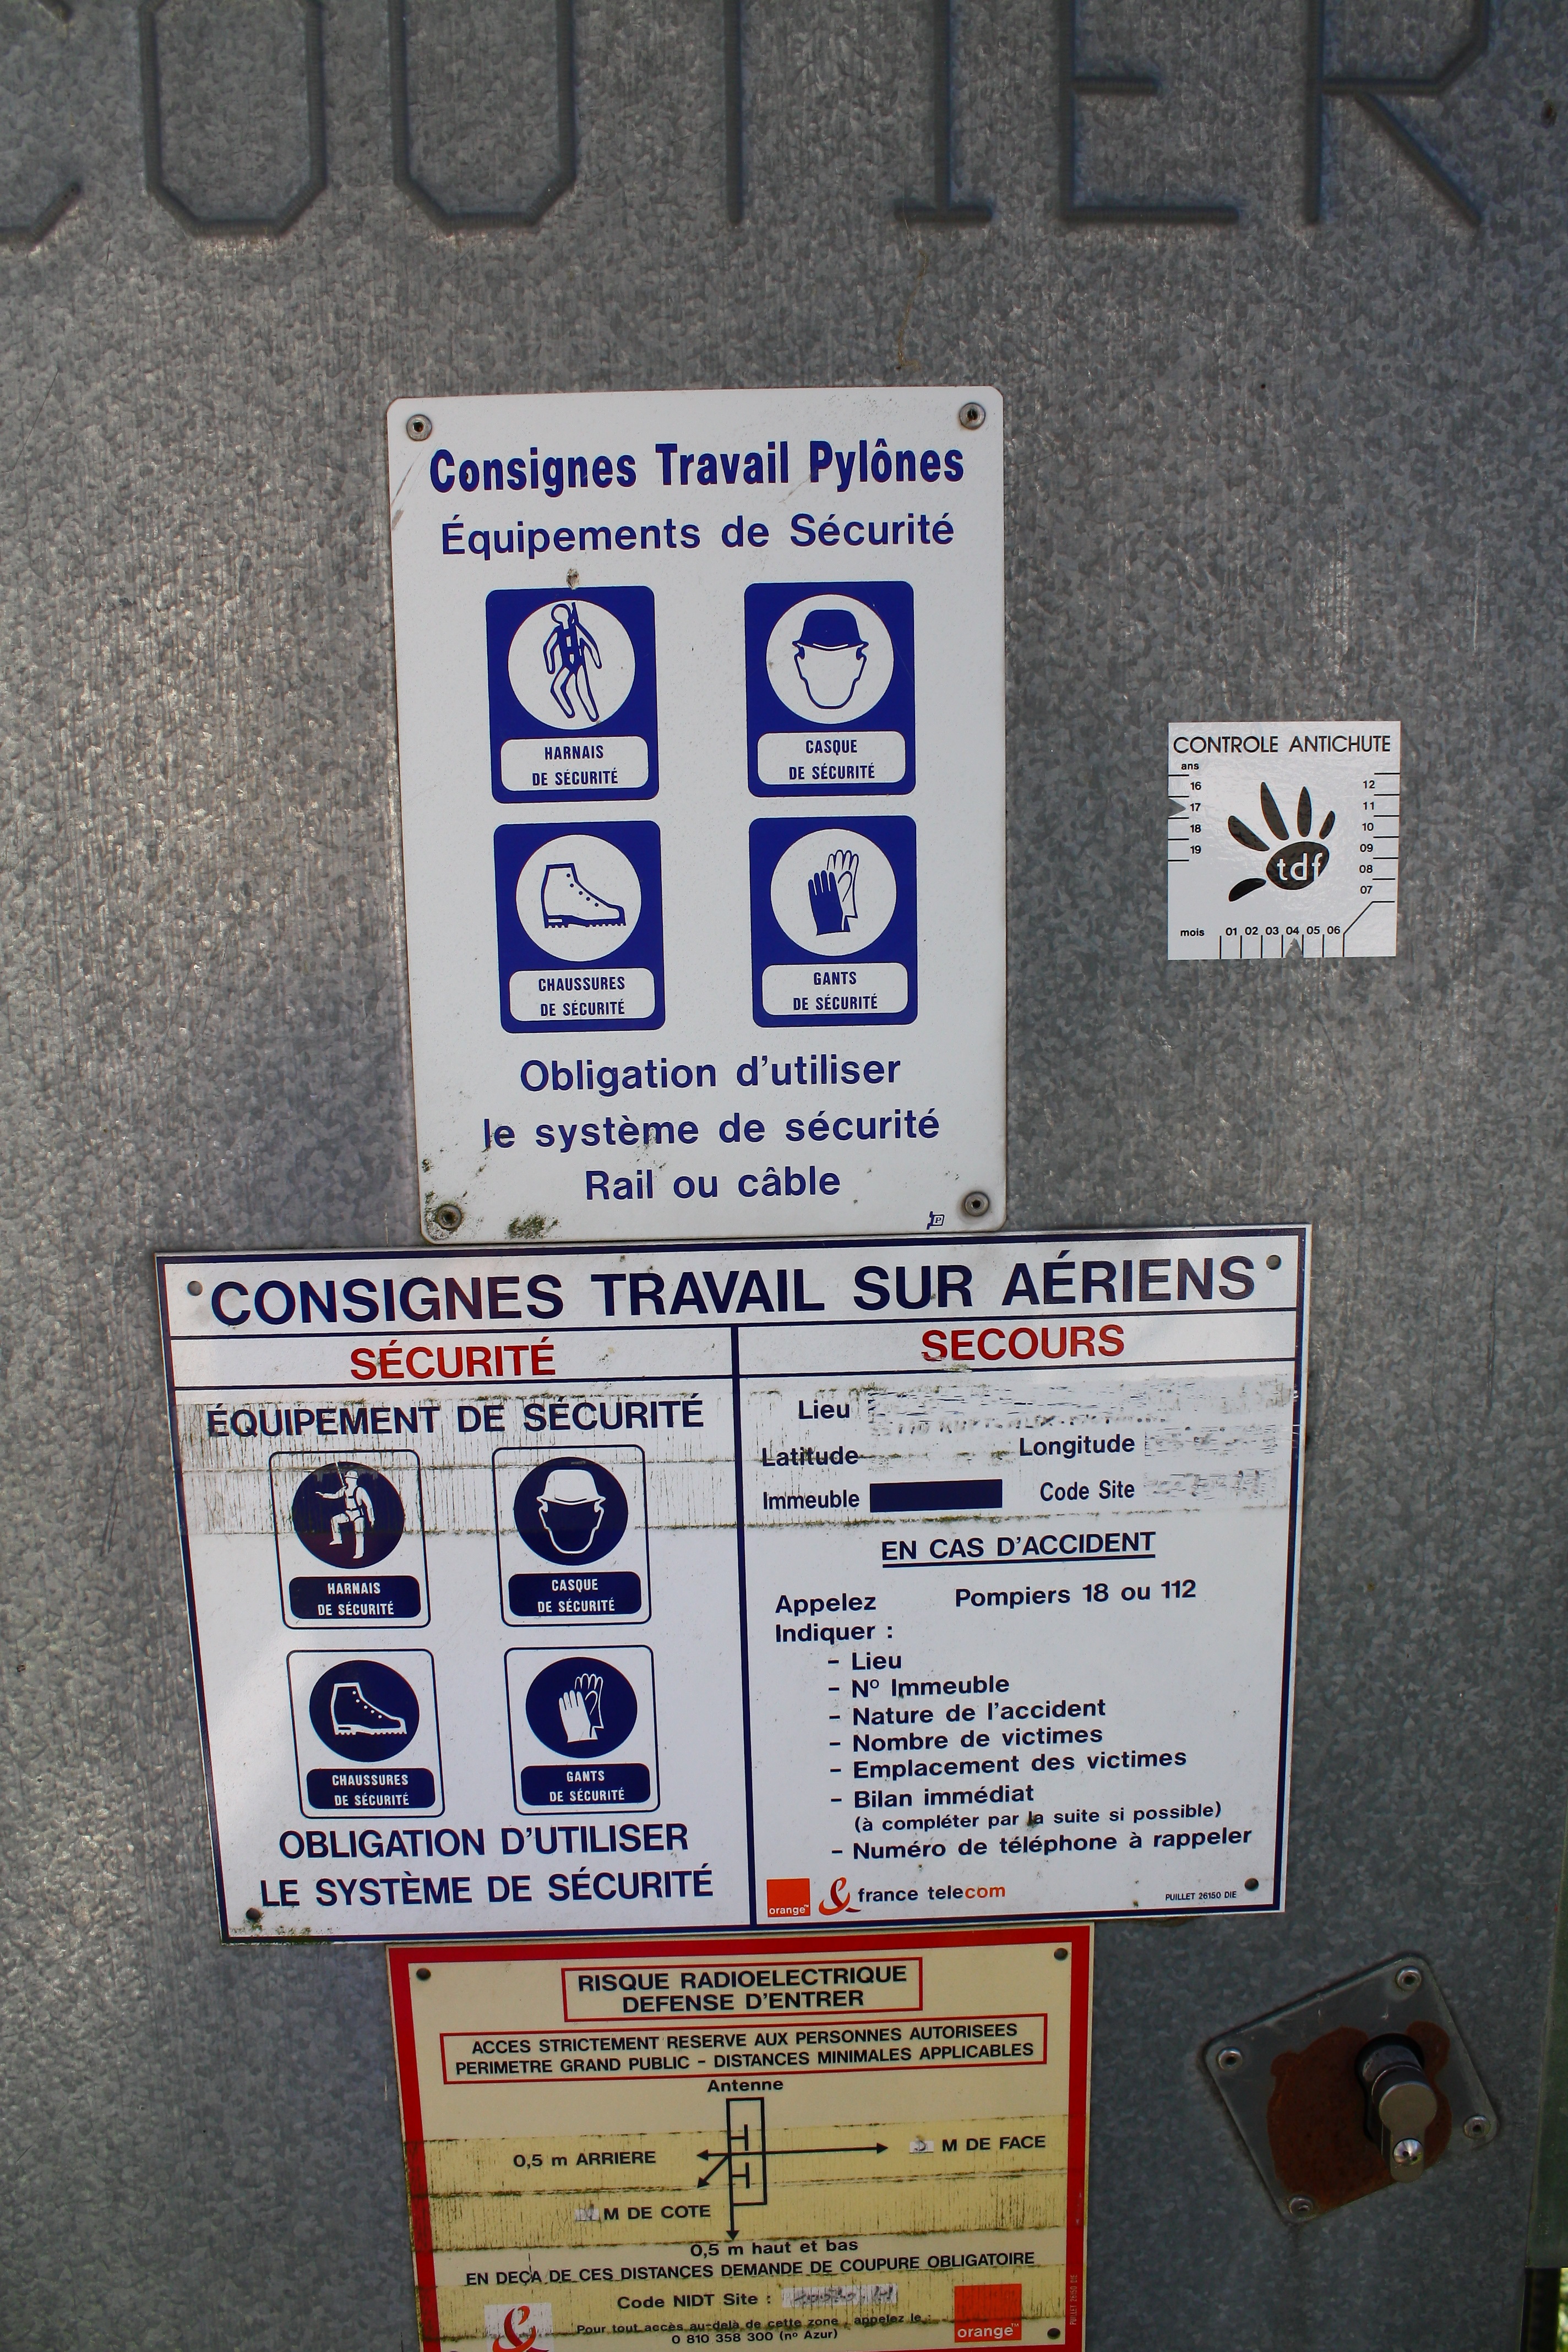 COUTIER
Consignes Travail Pylônes
Équipements de Sécurité
HARNAIS
DE SÉCURITÉ
CASQUE
DE SÉCURITÉ
CHAUSSURES
DE SÉCURITÉ
GANTS
DE SÉCURITÉ
Obligation d'utiliser
le système de sécurité
Rail ou câble
CONTROLE ANTICHUTE
ans
16
17
18
19
12
11
10
09
08
07
tdf
mois 01 02 03 04 05 06
CONSIGNES TRAVAIL SUR AÉRIENS
SÉCURITÉ
ÉQUIPEMENT DE SÉCURITÉ
HARNAIS
DE SÉCURITÉ
CASQUE
DE SÉCURITÉ
CHAUSSURES
DE SÉCURITÉ
GANTS
DE SÉCURITÉ
OBLIGATION D'UTILISER
LE SYSTÈME DE SÉCURITÉ
SECOURS
Lieu
Latitude Longitude
Immeuble Code Site
EN CAS D'ACCIDENT
Appelez Pompiers 18 ou 112
Indiquer :
- Lieu
- Nº Immeuble
- Nature de l'accident
- Nombre de victimes
- Emplacement des victimes
- Bilan immédiat
(à compléter par la suite si possible)
- Numéro de téléphone à rappeler
orange™ france telecom
PUILLET 26150 DIE
RISQUE RADIOELECTRIQUE
DEFENSE D'ENTRER
ACCES STRICTEMENT RESERVE AUX PERSONNES AUTORISEES
PERIMETRE GRAND PUBLIC - DISTANCES MINIMALES APPLICABLES
Antenne
0,5 m ARRIERE
M DE FACE
M DE COTE
0,5 m haut et bas
EN DEÇA DE CES DISTANCES DEMANDE DE COUPURE OBLIGATOIRE
Code NIDT Site :
Pour tout accès au-delà de cette zone appelez le :
0 810 358 300 (nº Azur)
orange™
PUILLET 26150 DIE